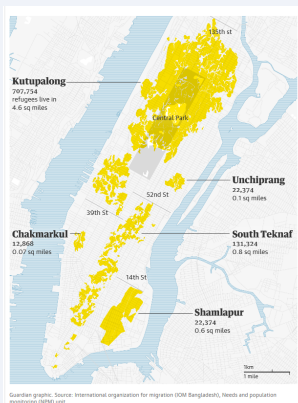 135th st
Kutupalong
707,754
refugees live in
4.6 sq miles
Central Park
Unchiprang
22,374
0.1 sq miles
52nd St
39th St
Chakmarkul
12,868
0.07 sq miles
South Teknaf
131,324
0.8 sq miles
14th St
Shamlapur
22,374
0.6 sq miles
1km
1 mile
Guardian graphic. Source: International organization for migration (IOM Bangladesh), Needs and population
monitoring (NPM) unit